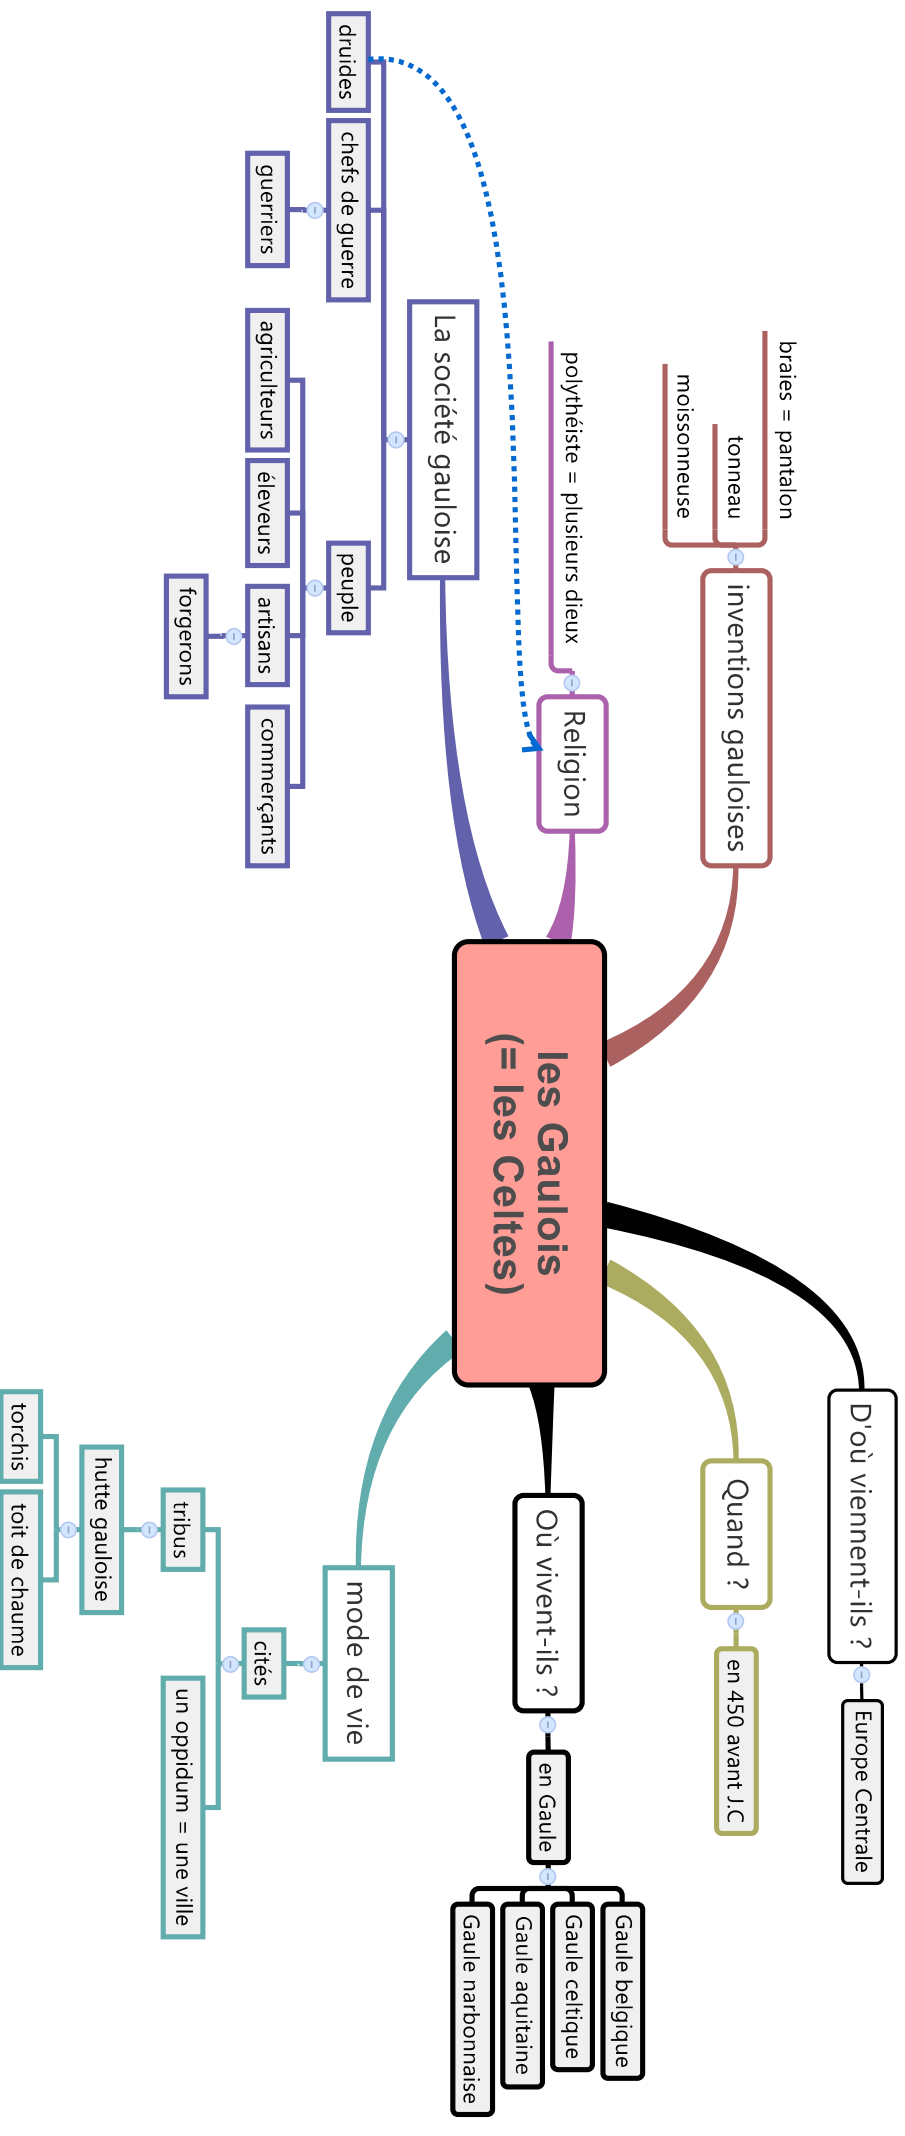 les Gaulois
(= les Celtes)
D'où viennent-ils ?
Europe Centrale
Quand ?
en 450 avant J.C
Où vivent-ils ?
en Gaule
Gaule belgique
Gaule celtique
Gaule aquitaine
Gaule narbonnaise
mode de vie
cités
tribus
hutte gauloise
torchis
toit de chaume
un oppidum = une ville
inventions gauloises
braies = pantalon
tonneau
moissonneuse
Religion
polythéiste = plusieurs dieux
La société gauloise
druides
chefs de guerre
guerriers
peuple
agriculteurs
éleveurs
artisans
forgerons
commerçants